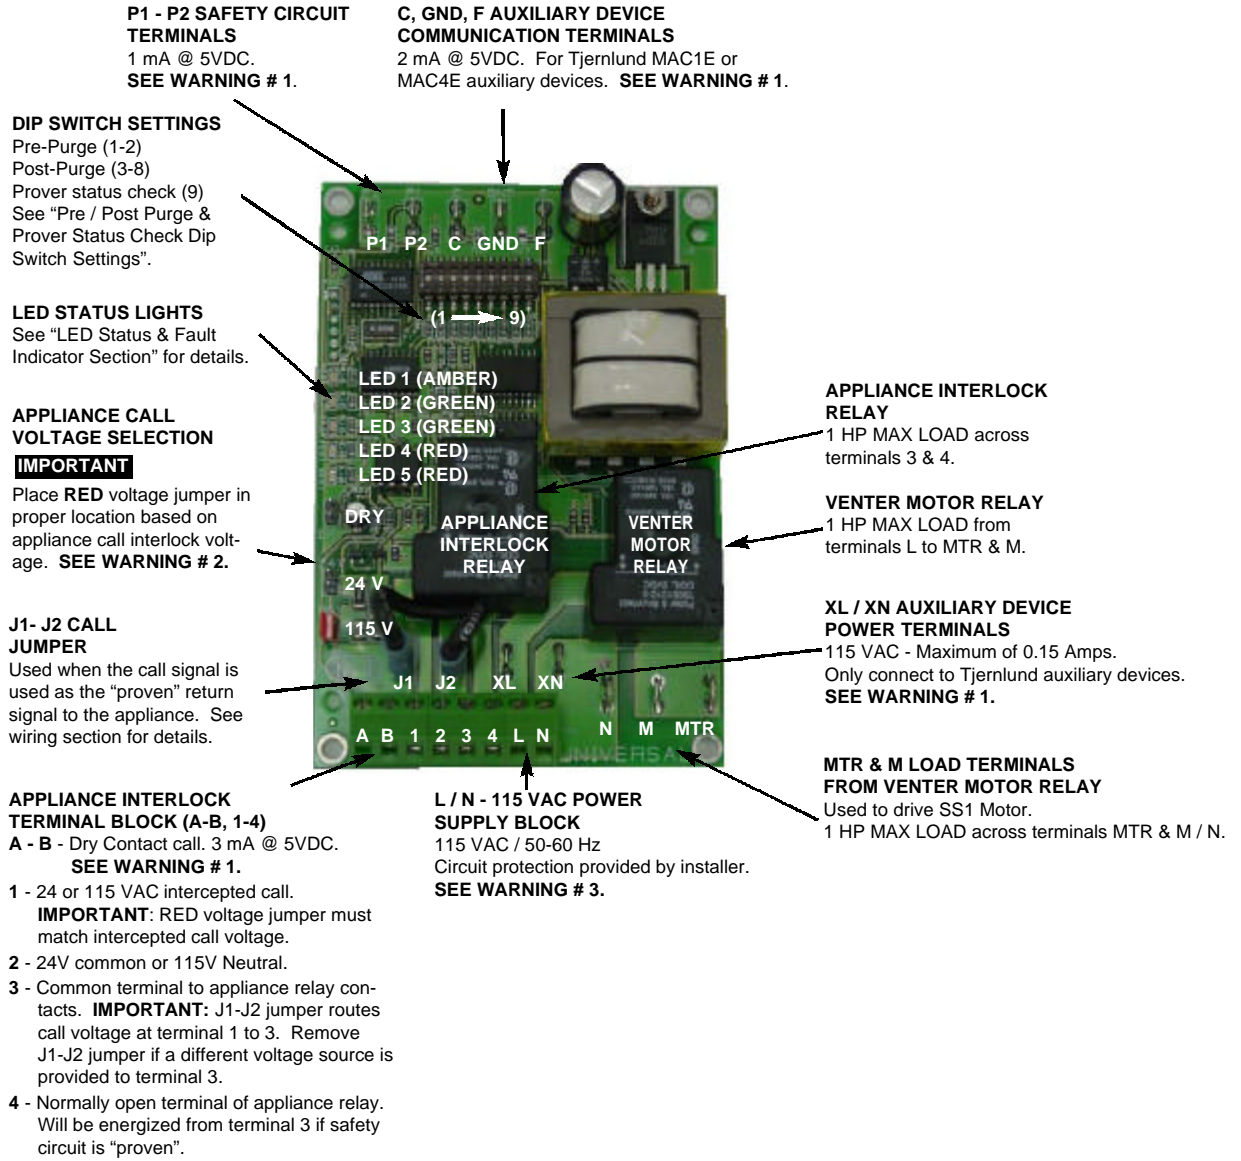 P1 - P2 SAFETY CIRCUIT
TERMINALS
1 mA @ 5VDC.
SEE WARNING # 1.
C, GND, F AUXILIARY DEVICE
COMMUNICATION TERMINALS
2 mA @ 5VDC.  For Tjernlund MAC1E or
MAC4E auxiliary devices.  SEE WARNING # 1.
DIP SWITCH SETTINGS
Pre-Purge (1-2)
Post-Purge (3-8)
Prover status check (9)
See “Pre / Post Purge &
Prover Status Check Dip
Switch Settings”.
LED STATUS LIGHTS
See “LED Status & Fault
Indicator Section” for details.
APPLIANCE CALL
VOLTAGE SELECTION
IMPORTANT
Place RED voltage jumper in
proper location based on
appliance call interlock volt-
age.  SEE WARNING # 2.
J1- J2 CALL
JUMPER
Used when the call signal is
used as the “proven” return
signal to the appliance.  See
wiring section for details.
P1 P2 C GND F
(1 9)
LED 1 (AMBER)
LED 2 (GREEN)
LED 3 (GREEN)
LED 4 (RED)
LED 5 (RED)
DRY
24 V
115 V
APPLIANCE
INTERLOCK
RELAY
VENTER
MOTOR
RELAY
J1 J2 XL XN
N M MTR
A B 1 2 3 4 L N
UNIVERSA
APPLIANCE INTERLOCK
RELAY
1 HP MAX LOAD across
terminals 3 & 4.
VENTER MOTOR RELAY
1 HP MAX LOAD from
terminals L to MTR & M.
XL / XN AUXILIARY DEVICE
POWER TERMINALS
115 VAC - Maximum of 0.15 Amps.
Only connect to Tjernlund auxiliary devices.
SEE WARNING # 1.
MTR & M LOAD TERMINALS
FROM VENTER MOTOR RELAY
Used to drive SS1 Motor.
1 HP MAX LOAD across terminals MTR & M / N.
APPLIANCE INTERLOCK
TERMINAL BLOCK (A-B, 1-4)
A - B - Dry Contact call. 3 mA @ 5VDC.
SEE WARNING # 1.
1 - 24 or 115 VAC intercepted call.
IMPORTANT: RED voltage jumper must
match intercepted call voltage.
2 - 24V common or 115V Neutral.
3 - Common terminal to appliance relay con-
tacts.  IMPORTANT: J1-J2 jumper routes
call voltage at terminal 1 to 3.  Remove
J1-J2 jumper if a different voltage source is
provided to terminal 3.
4 - Normally open terminal of appliance relay.
Will be energized from terminal 3 if safety
circuit is “proven”.
L / N - 115 VAC POWER
SUPPLY BLOCK
115 VAC / 50-60 Hz
Circuit protection provided by installer.
SEE WARNING # 3.